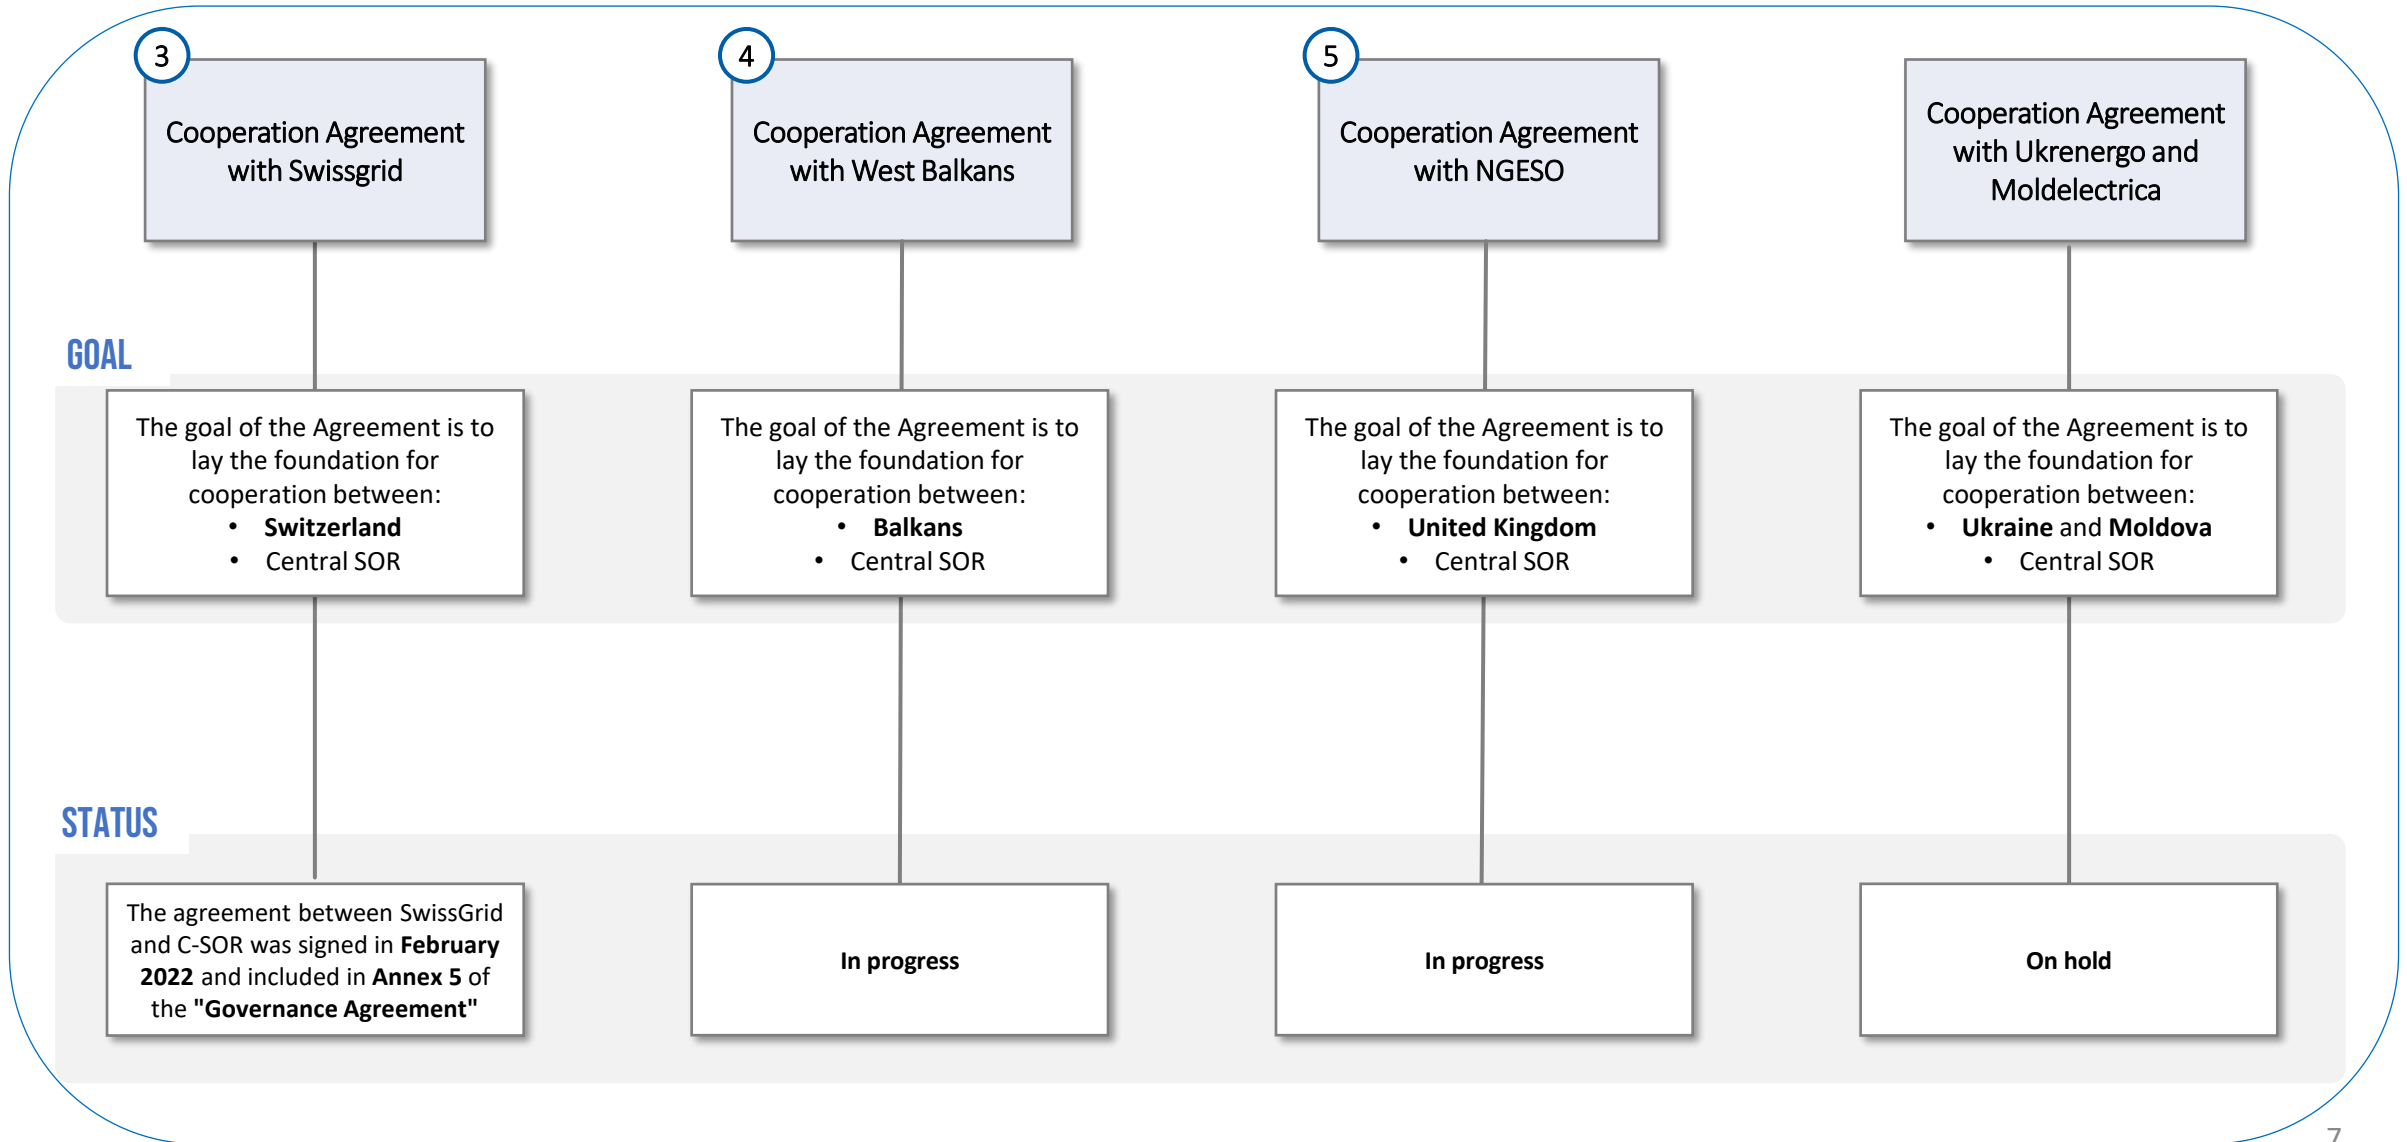 3
Cooperation Agreement
with Swissgrid
4
Cooperation Agreement
with West Balkans
5
Cooperation Agreement
with NGESO
Cooperation Agreement
with Ukrenergo and
Moldelectrica
GOAL
The goal of the Agreement is to
lay the foundation for
cooperation between:
• Switzerland
• Central SOR
The goal of the Agreement is to
lay the foundation for
cooperation between:
• Balkans
• Central SOR
The goal of the Agreement is to
lay the foundation for
cooperation between:
• United Kingdom
• Central SOR
The goal of the Agreement is to
lay the foundation for
cooperation between:
• Ukraine and Moldova
• Central SOR
STATUS
The agreement between SwissGrid
and C-SOR was signed in February
2022 and included in Annex 5 of
the "Governance Agreement"
In progress
In progress
On hold
7